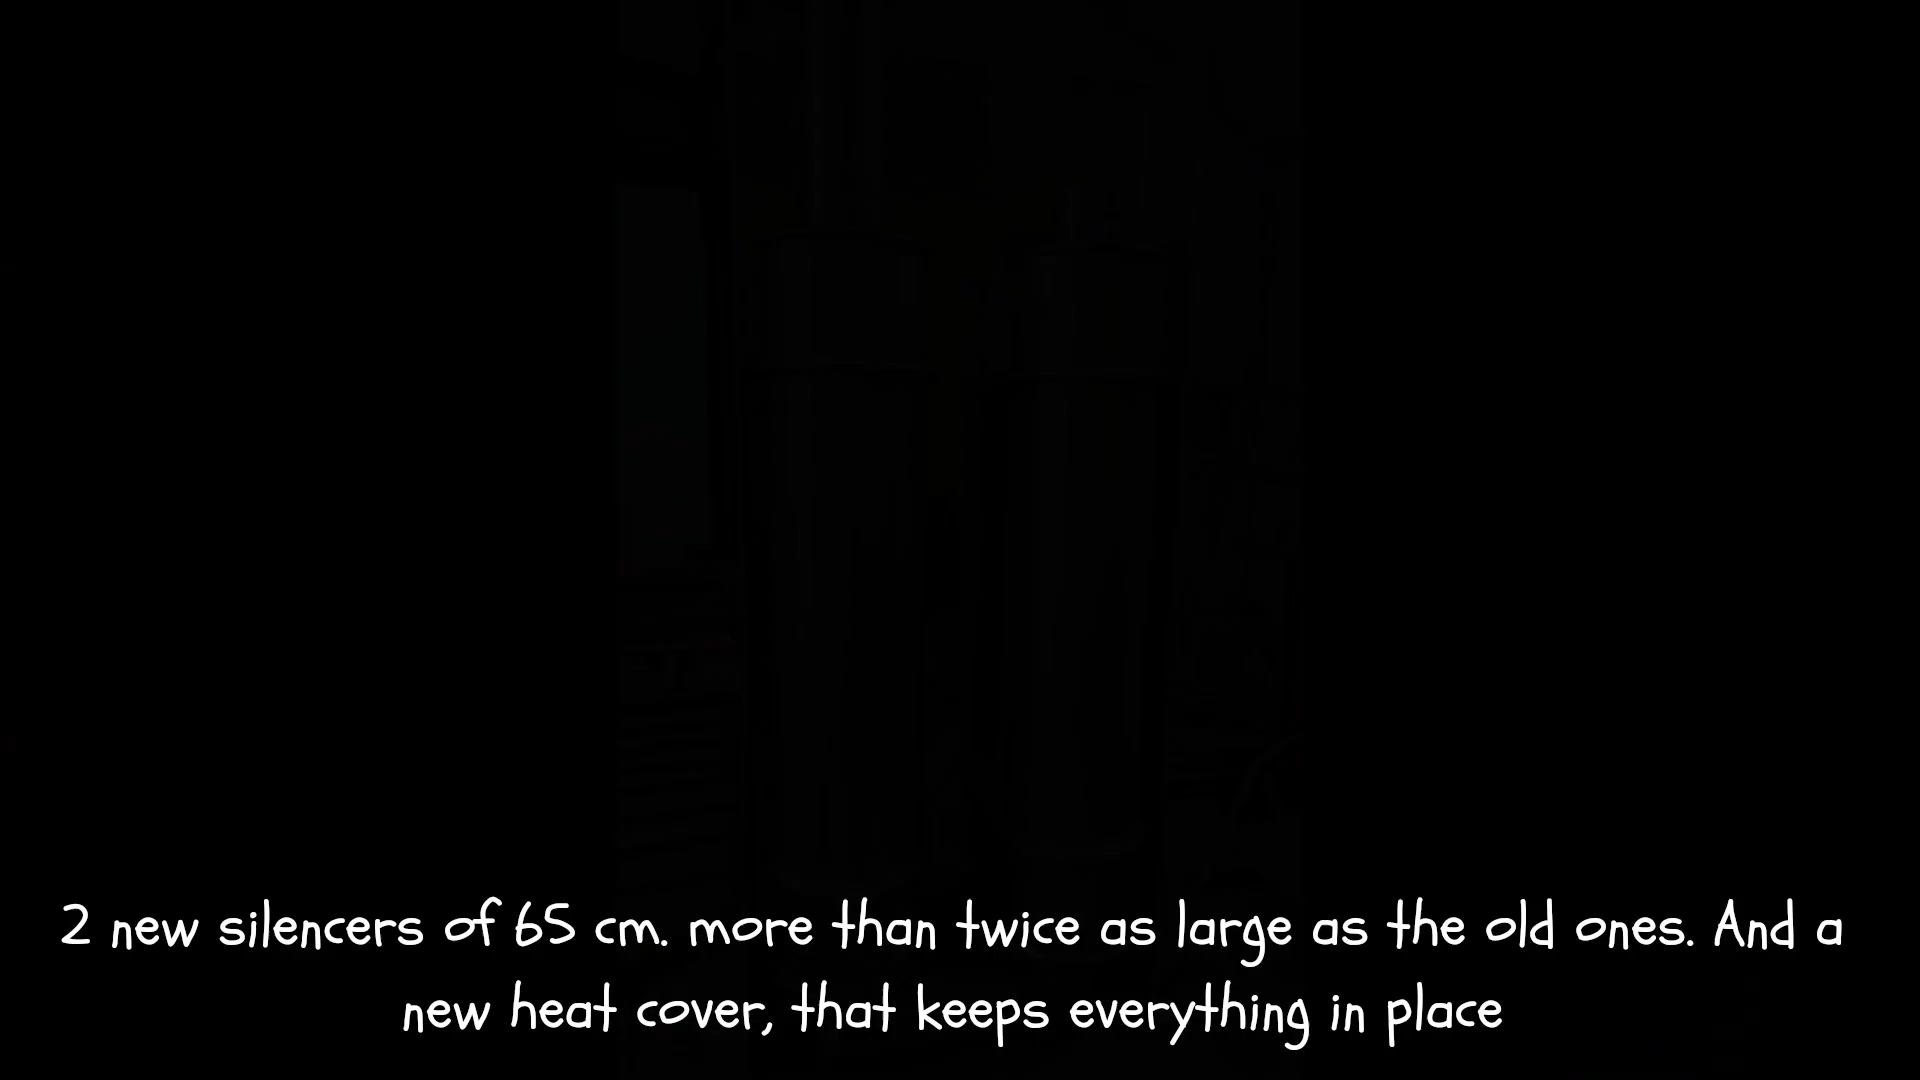 2 new silencers of 65 cm. more than twice as large as the old ones. And a
new heat cover, that keeps everything in place